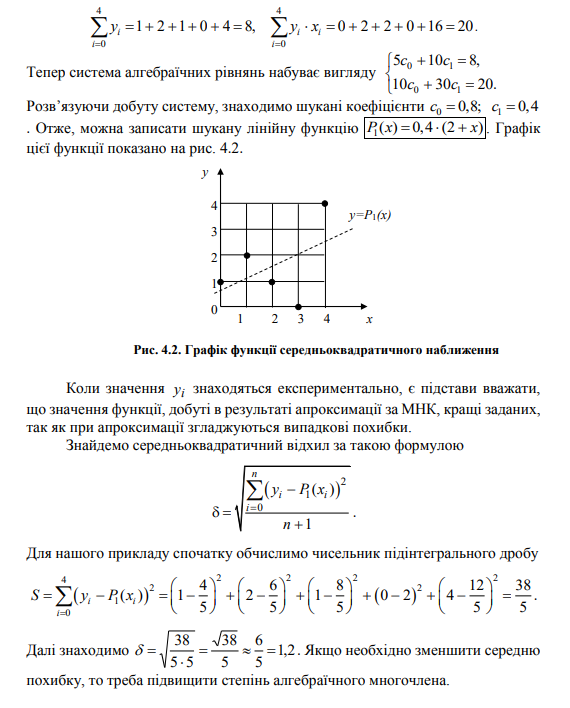 $\sum_{i=0}^{4} y_i = 1+2+1+0+4 = 8, \quad \sum_{i=0}^{4} y_i \cdot x_i = 0+2+2+0+16 = 20.$
Тепер система алгебраїчних рівнянь набуває вигляду $\begin{cases} 5c_0 + 10c_1 = 8, \\ 10c_0 + 30c_1 = 20. \end{cases}$
Розв’язуючи добуту систему, знаходимо шукані коефіцієнти $c_0 = 0,8; \; c_1 = 0,4$
. Отже, можна записати шукану лінійну функцію $\boxed{P_1(x) = 0,4 \cdot (2 + x)}$. Графік
цієї функції показано на рис. 4.2.
y
4
y=P₁(x)
3
2
1
0
1 2 3 4 x
Рис. 4.2. Графік функції середньоквадратичного наближення
Коли значення $y_i$ знаходяться експериментально, є підстави вважати,
що значення функції, добуті в результаті апроксимації за МНК, кращі заданих,
так як при апроксимації згладжуються випадкові похибки.
Знайдемо середньоквадратичний відхил за такою формулою
$\delta = \sqrt{\frac{\sum_{i=0}^{n} (y_i - P_1(x_i))^2}{n+1}}.$
Для нашого прикладу спочатку обчислимо чисельник підінтегрального дробу
$S = \sum_{i=0}^{4} (y_i - P_1(x_i))^2 = \left(1 - \frac{4}{5}\right)^2 + \left(2 - \frac{6}{5}\right)^2 + \left(1 - \frac{8}{5}\right)^2 + (0-2)^2 + \left(4 - \frac{12}{5}\right)^2 = \frac{38}{5}.$
Далі знаходимо $\delta = \sqrt{\frac{38}{5 \cdot 5}} = \frac{\sqrt{38}}{5} \approx \frac{6}{5} = 1,2$. Якщо необхідно зменшити середню
похибку, то треба підвищити степінь алгебраїчного многочлена.